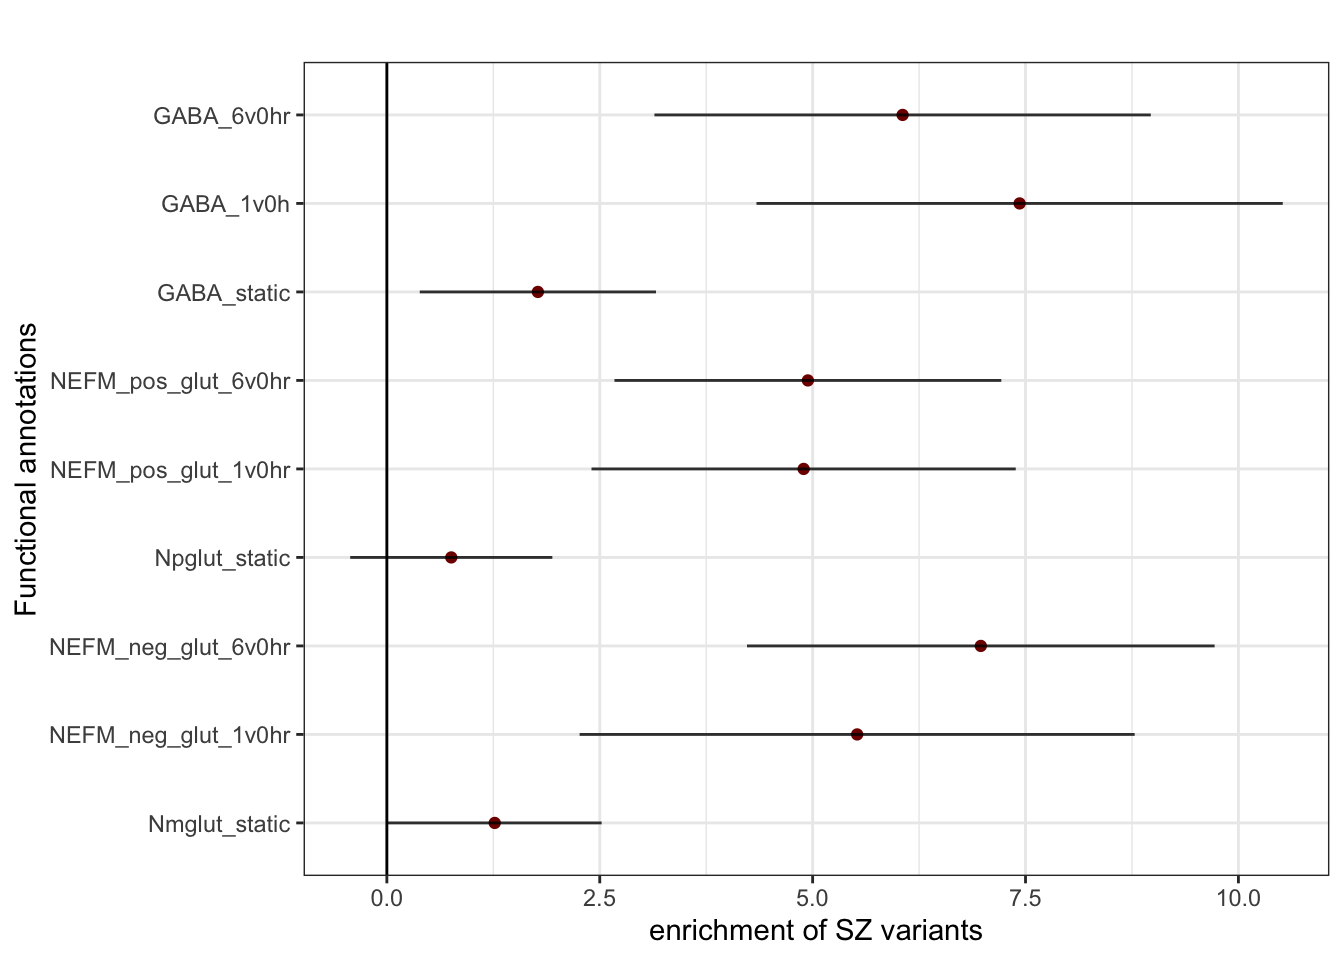 GABA_6v0hr
GABA_1v0h
GABA_static
NEFM_pos_glut_6v0hr
NEFM_pos_glut_1v0hr
Npglut_static
NEFM_neg_glut_6v0hr
NEFM_neg_glut_1v0hr
Nmglut_static
Functional annotations
0.0 2.5 5.0 7.5 10.0
enrichment of SZ variants